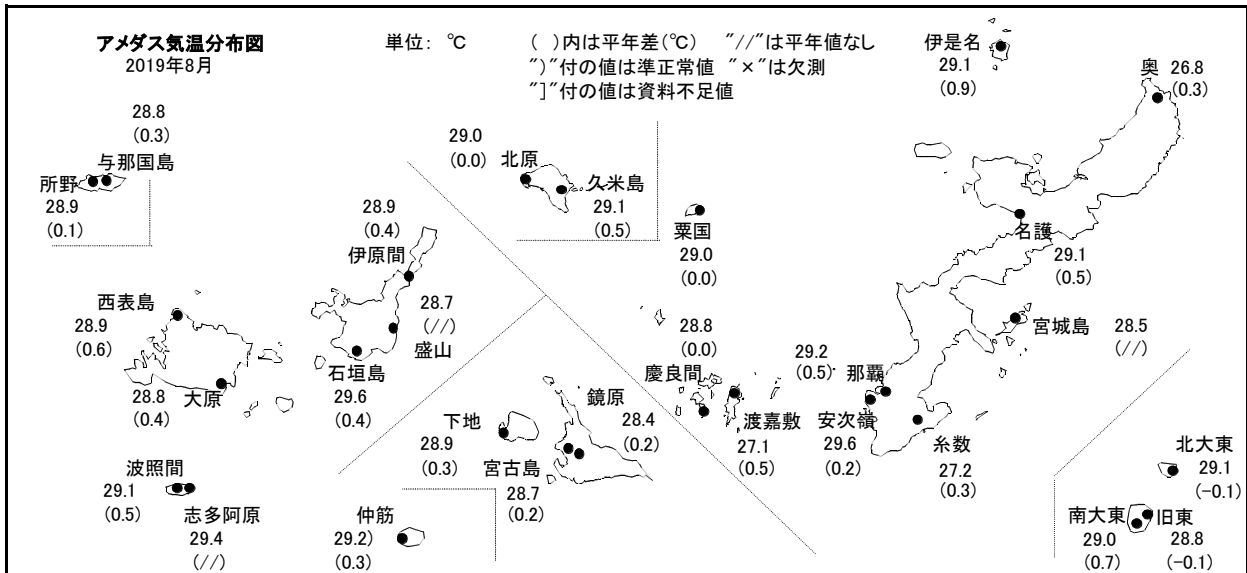 アメダス気温分布図
2019年8月
単位： ℃
( )内は平年差(℃) "//"は平年値なし
")"付の値は準正常値 "×"は欠測
"]"付の値は資料不足値
伊是名
29.1
(0.9)
奥
26.8
(0.3)
28.8
(0.3)
与那国島
所野
28.9
(0.1)
29.0
(0.0)
北原
久米島
29.1
(0.5)
粟国
29.0
(0.0)
名護
29.1
(0.5)
28.9
(0.4)
伊原間
28.7
(//)
盛山
西表島
28.9
(0.6)
石垣島
29.6
(0.4)
28.8
(0.4)
大原
28.8
(0.0)
慶良間
渡嘉敷
27.1
(0.5)
29.2
(0.5)
那覇
安次嶺
29.6
(0.2)
宮城島
28.5
(//)
糸数
27.2
(0.3)
下地
28.9
(0.3)
鏡原
28.4
(0.2)
宮古島
28.7
(0.2)
波照間
29.1
(0.5)
志多阿原
29.4
(//)
仲筋
29.2)
(0.3)
北大東
29.1
(-0.1)
南大東
29.0
(0.7)
旧東
28.8
(-0.1)